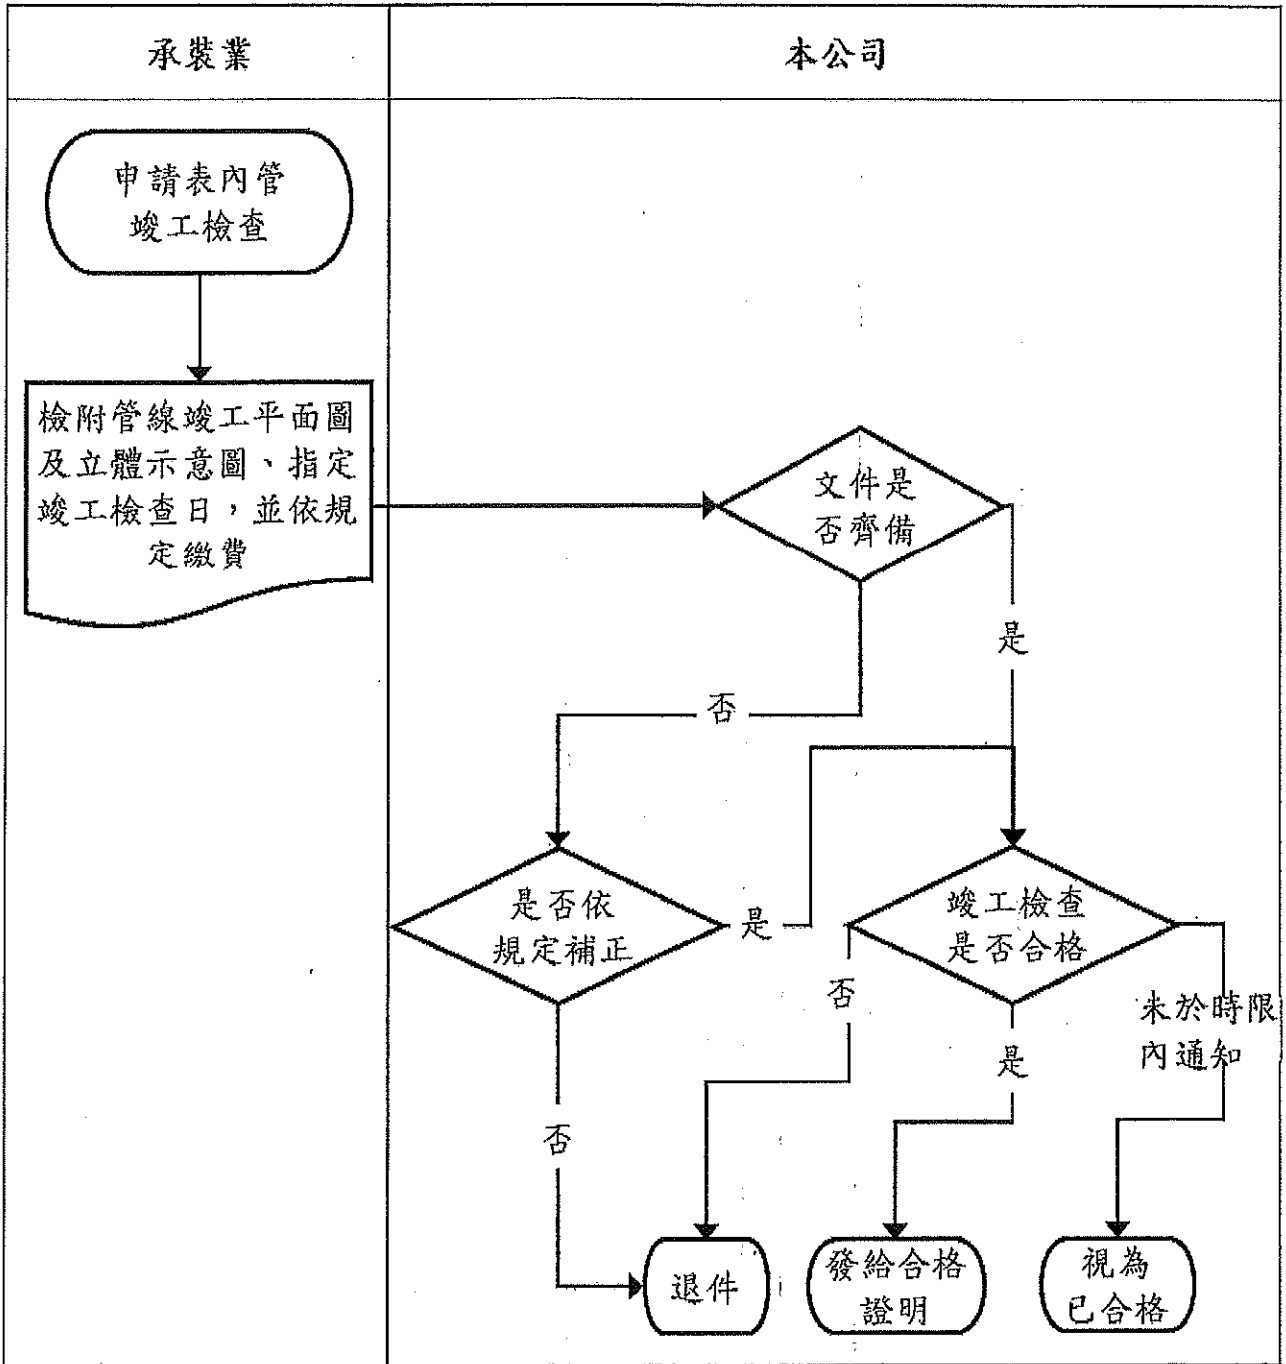 承裝業
本公司
申請表內管
竣工檢查
檢附管線竣工平面圖
及立體示意圖、指定
竣工檢查日，並依規
定繳費
文件是
否齊備
是
否
是否依
規定補正
是
竣工檢查
是否合格
否
是
未於時限
內通知
否
退件
發給合格
證明
視為
已合格